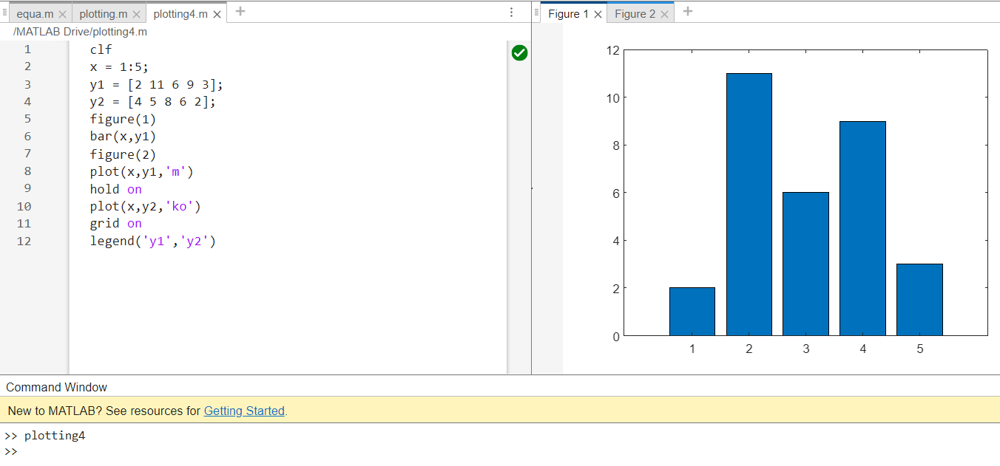 equa.m × plotting.m × plotting4.m × +
/MATLAB Drive/plotting4.m
1 clf
2 x = 1:5;
3 y1 = [2 11 6 9 3];
4 y2 = [4 5 8 6 2];
5 figure(1)
6 bar(x,y1)
7 figure(2)
8 plot(x,y1,'m')
9 hold on
10 plot(x,y2,'ko')
11 grid on
12 legend('y1','y2')
Figure 1 × Figure 2 × +
12
10
8
6
4
2
0
1 2 3 4 5
Command Window
New to MATLAB? See resources for Getting Started.
>> plotting4
>>